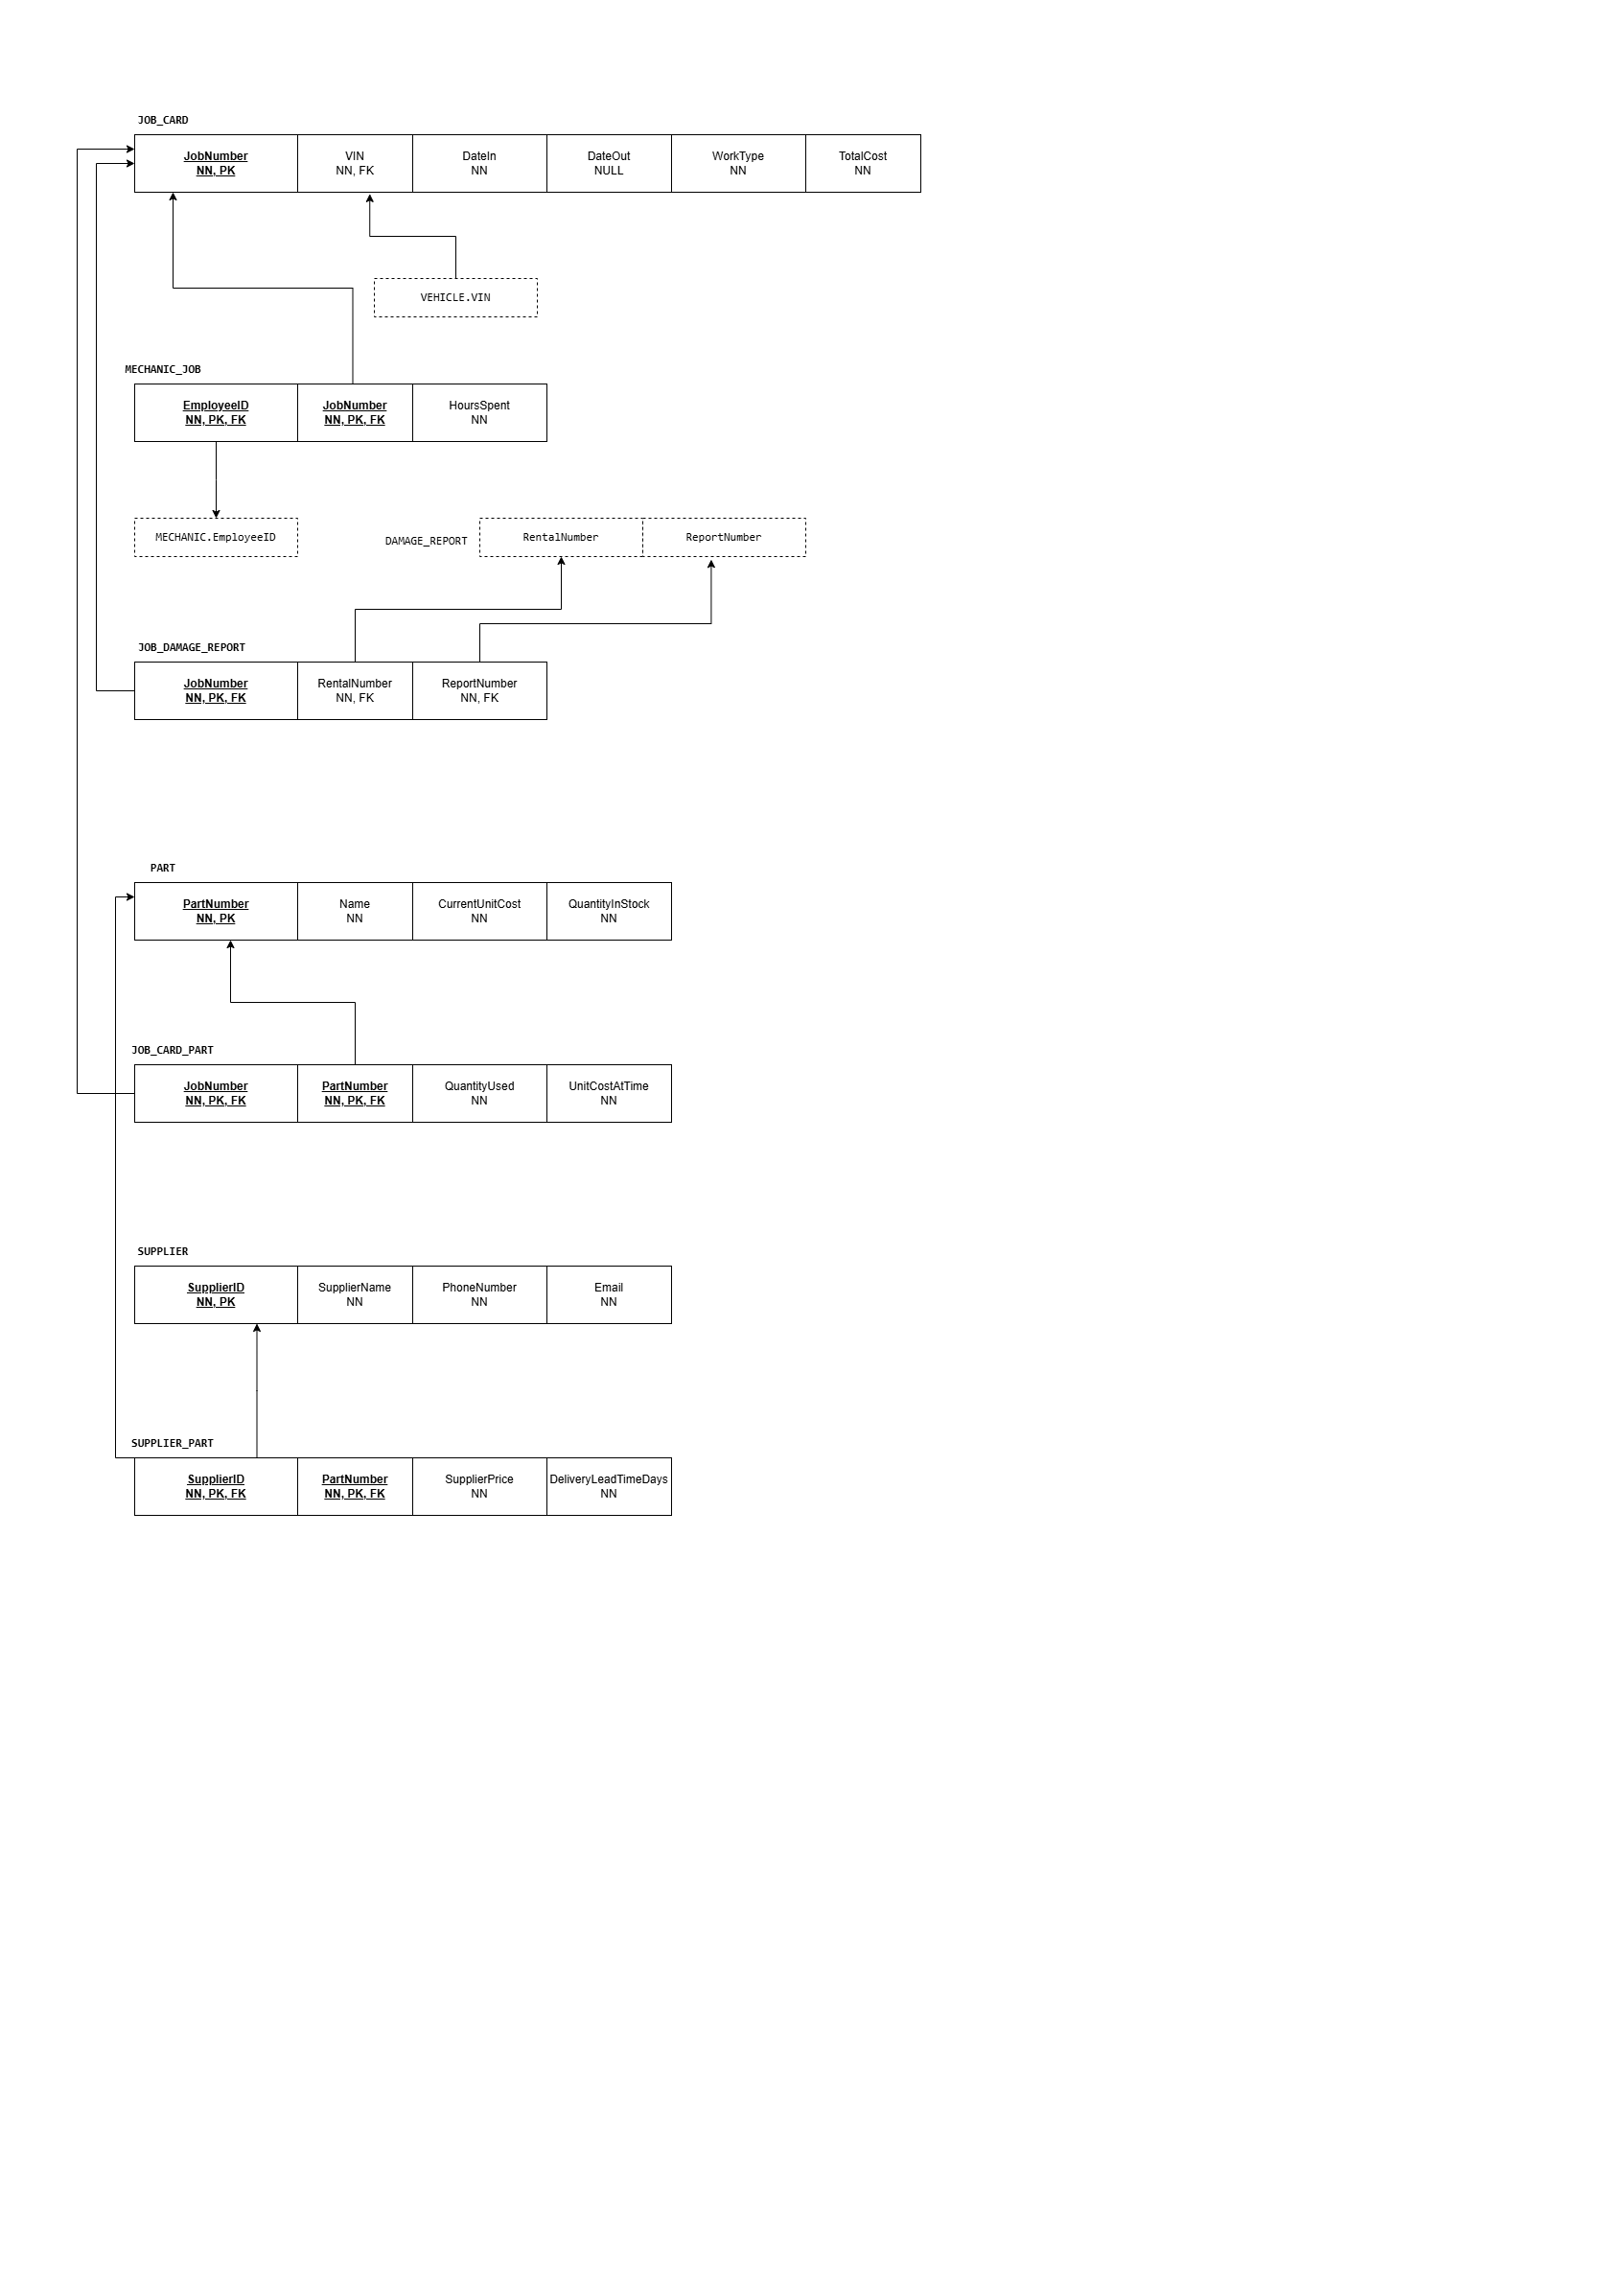 JOB_CARD
JobNumber
NN, PK
VIN
NN, FK
DateIn
NN
DateOut
NULL
WorkType
NN
TotalCost
NN
VEHICLE.VIN
MECHANIC_JOB
EmployeeID
NN, PK, FK
JobNumber
NN, PK, FK
HoursSpent
NN
MECHANIC.EmployeeID
DAMAGE_REPORT
RentalNumber
ReportNumber
JOB_DAMAGE_REPORT
JobNumber
NN, PK, FK
RentalNumber
NN, FK
ReportNumber
NN, FK
PART
PartNumber
NN, PK
Name
NN
CurrentUnitCost
NN
QuantityInStock
NN
JOB_CARD_PART
JobNumber
NN, PK, FK
PartNumber
NN, PK, FK
QuantityUsed
NN
UnitCostAtTime
NN
SUPPLIER
SupplierID
NN, PK
SupplierName
NN
PhoneNumber
NN
Email
NN
SUPPLIER_PART
SupplierID
NN, PK, FK
PartNumber
NN, PK, FK
SupplierPrice
NN
DeliveryLeadTimeDays
NN